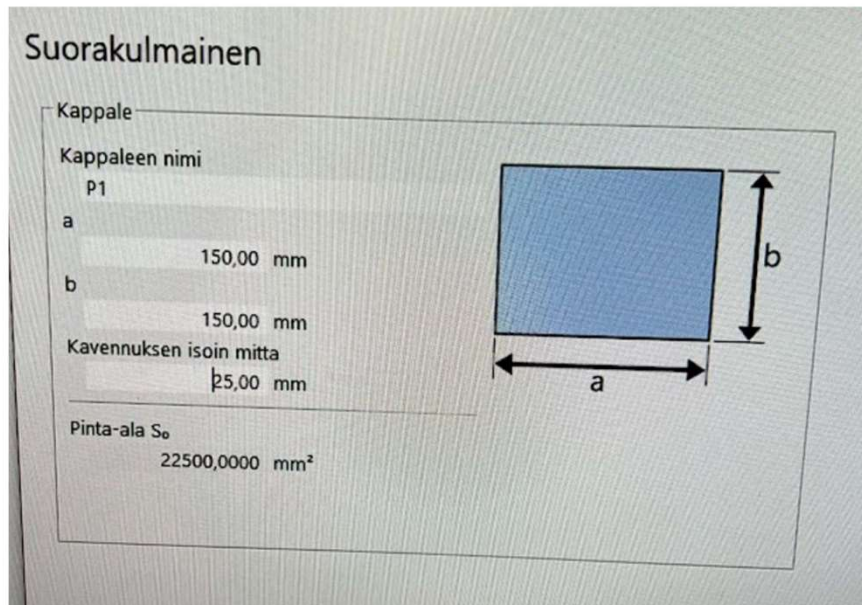 Suorakulmainen
Kappale
Kappaleen nimi
P1
a
150,00 mm
b
150,00 mm
Kavennuksen isoin mitta
25,00 mm
Pinta-ala S₀
22500,0000 mm²
b
a